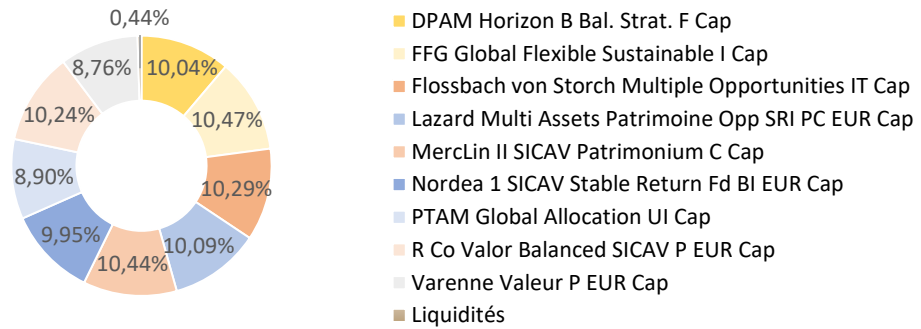 0,44%
8,76%
10,04%
10,24%
10,47%
8,90%
10,29%
9,95%
10,09%
10,44%
DPAM Horizon B Bal. Strat. F Cap
FFG Global Flexible Sustainable I Cap
Flossbach von Storch Multiple Opportunities IT Cap
Lazard Multi Assets Patrimoine Opp SRI PC EUR Cap
MercLin II SICAV Patrimonium C Cap
Nordea 1 SICAV Stable Return Fd BI EUR Cap
PTAM Global Allocation UI Cap
R Co Valor Balanced SICAV P EUR Cap
Varenne Valeur P EUR Cap
Liquidités